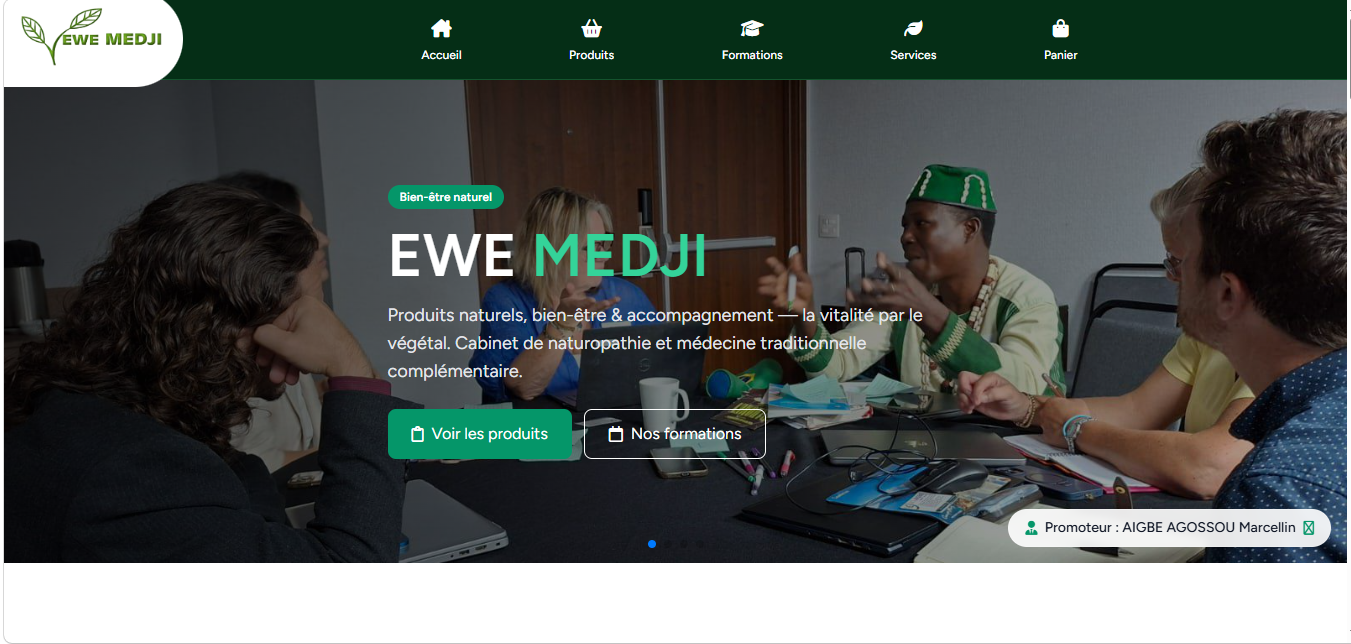 EWE MEDJI
Accueil
Produits
Formations
Services
Panier
Bien-être naturel
EWE MEDJI
Produits naturels, bien-être & accompagnement — la vitalité par le
végétal. Cabinet de naturopathie et médecine traditionnelle
complémentaire.
Voir les produits
Nos formations
Promoteur : AIGBE AGOSSOU Marcellin